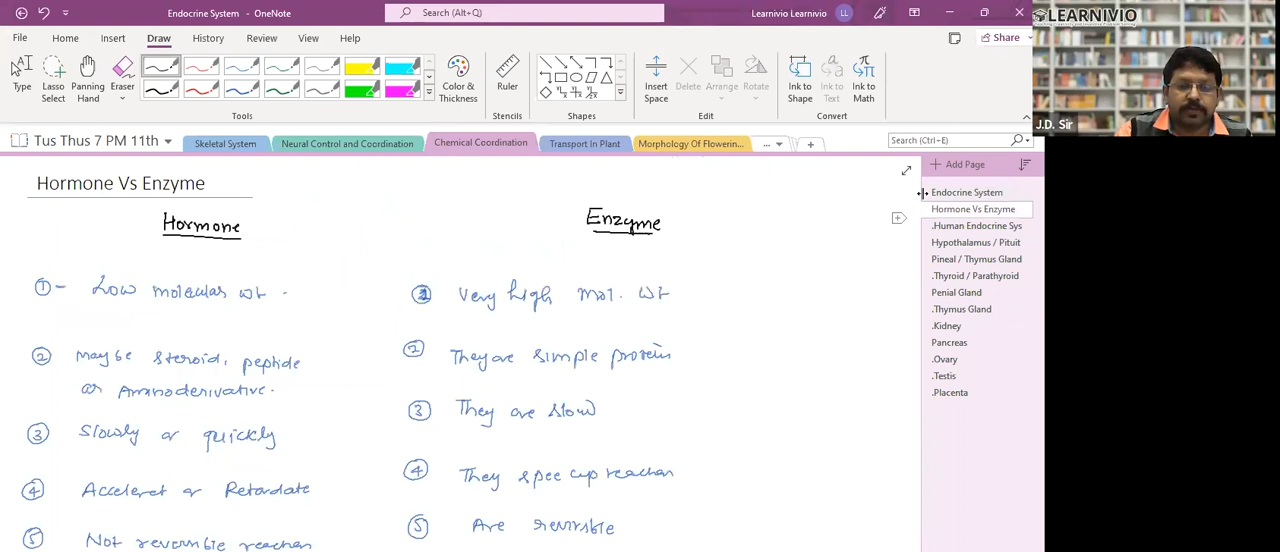 Endocrine System - OneNote
Search (Alt+Q)
Learnivio Learnivio
LL
LEARNIVIO
File
Home
Insert
Draw
History
Review
View
Help
Share
Type
Lasso Select
Panning Hand
Eraser
Color & Thickness
Ruler
Insert Space
Delete
Arrange
Rotate
Ink to Shape
Ink to Text
Ink to Math
Tools
Stencils
Shapes
Edit
Convert
J.D. Sir
Tus Thus 7 PM 11th
Skeletal System
Neural Control and Coordination
Chemical Coordination
Transport In Plant
Morphology Of Flowerin...
...
Search (Ctrl+E)
Add Page
Endocrine System
Hormone Vs Enzyme
.Human Endocrine Sys
Hypothalamus / Pituit
Pineal / Thymus Gland
.Thyroid / Parathyroid
Penial Gland
.Thymus Gland
.Kidney
Pancreas
.Ovary
.Testis
.Placenta
Hormone Vs Enzyme
Hormone
① - Low molecular wt -
② Maybe steroid, peptide
or Aminoderivative.
③ Slowly or quickly
④ Acceleret or Retardate
⑤ Not reversible reaction
Enzyme
① Very high mol. wt
② They are simple protein
③ They are slow
④ They speecup reaction
⑤ Are reversible